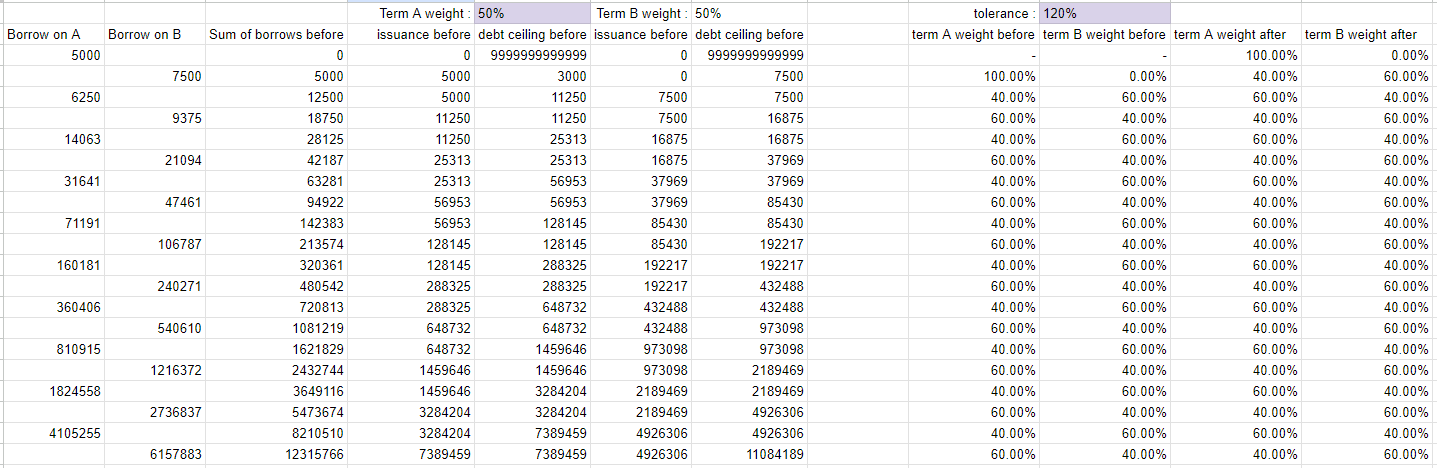 Term A weight : 50% Term B weight : 50% tolerance : 120%
Borrow on A Borrow on B Sum of borrows before issuance before debt ceiling before issuance before debt ceiling before term A weight before term B weight before term A weight after term B weight after
5000 0 0 9999999999999 0 9999999999999 - - 100.00% 0.00%
7500 5000 5000 3000 0 7500 100.00% 0.00% 40.00% 60.00%
6250 12500 5000 11250 7500 7500 40.00% 60.00% 60.00% 40.00%
9375 18750 11250 11250 7500 16875 60.00% 40.00% 40.00% 60.00%
14063 28125 11250 25313 16875 16875 40.00% 60.00% 60.00% 40.00%
21094 42187 25313 25313 16875 37969 60.00% 40.00% 40.00% 60.00%
31641 63281 25313 56953 37969 37969 40.00% 60.00% 60.00% 40.00%
47461 94922 56953 56953 37969 85430 60.00% 40.00% 40.00% 60.00%
71191 142383 56953 128145 85430 85430 40.00% 60.00% 60.00% 40.00%
106787 213574 128145 128145 85430 192217 60.00% 40.00% 40.00% 60.00%
160181 320361 128145 288325 192217 192217 40.00% 60.00% 60.00% 40.00%
240271 480542 288325 288325 192217 432488 60.00% 40.00% 40.00% 60.00%
360406 720813 288325 648732 432488 432488 40.00% 60.00% 60.00% 40.00%
540610 1081219 648732 648732 432488 973098 60.00% 40.00% 40.00% 60.00%
810915 1621829 648732 1459646 973098 973098 40.00% 60.00% 60.00% 40.00%
1216372 2432744 1459646 1459646 973098 2189469 60.00% 40.00% 40.00% 60.00%
1824558 3649116 1459646 3284204 2189469 2189469 40.00% 60.00% 60.00% 40.00%
2736837 5473674 3284204 3284204 2189469 4926306 60.00% 40.00% 40.00% 60.00%
4105255 8210510 3284204 7389459 4926306 4926306 40.00% 60.00% 60.00% 40.00%
6157883 12315766 7389459 7389459 4926306 11084189 60.00% 40.00% 40.00% 60.00%